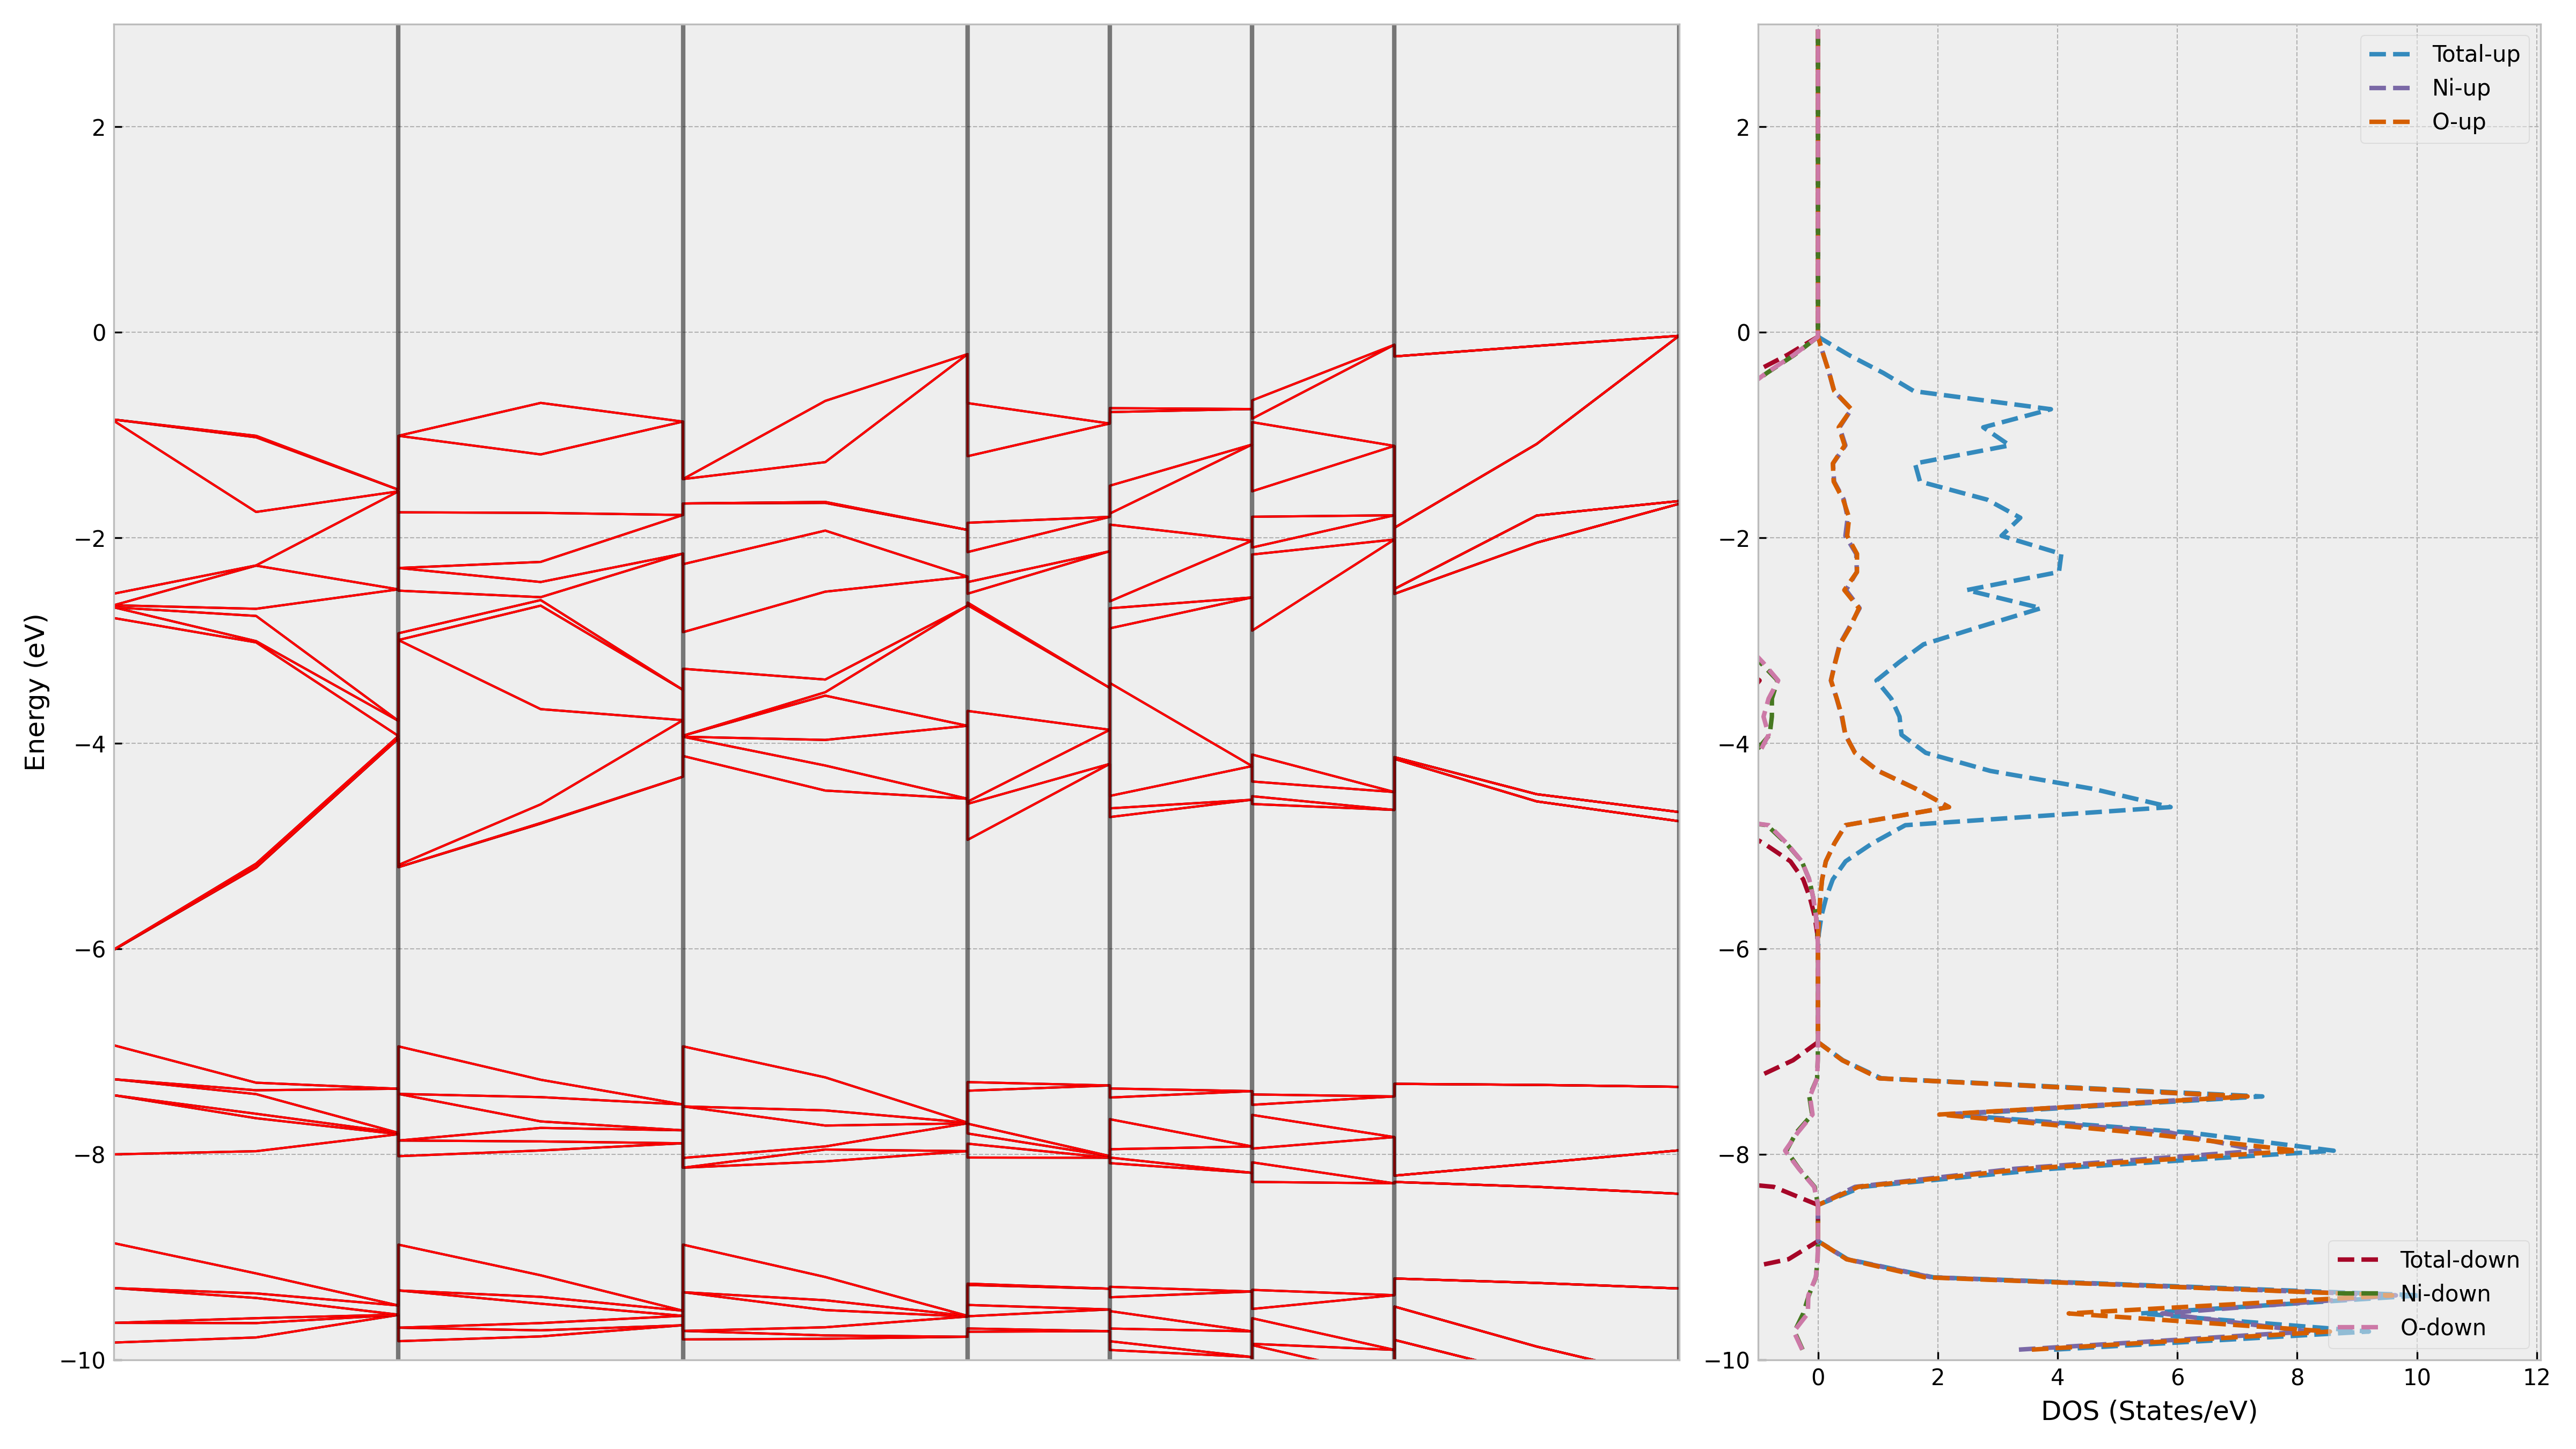 Energy (eV)
2
0
−2
−4
−6
−8
−10
2
0
−2
−4
−6
−8
−10
Total-up
Ni-up
O-up
Total-down
Ni-down
O-down
0 2 4 6 8 10 12
DOS (States/eV)